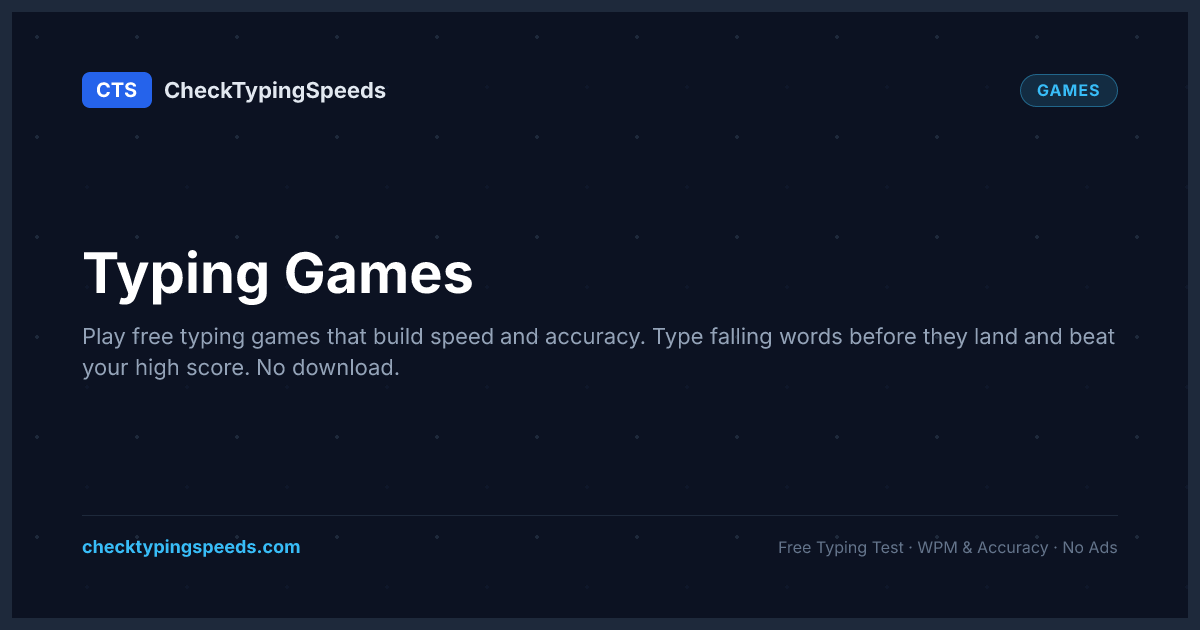 CTS CheckTypingSpeeds
GAMES
Typing Games
Play free typing games that build speed and accuracy. Type falling words before they land and beat
your high score. No download.
checktypingspeeds.com
Free Typing Test · WPM & Accuracy · No Ads